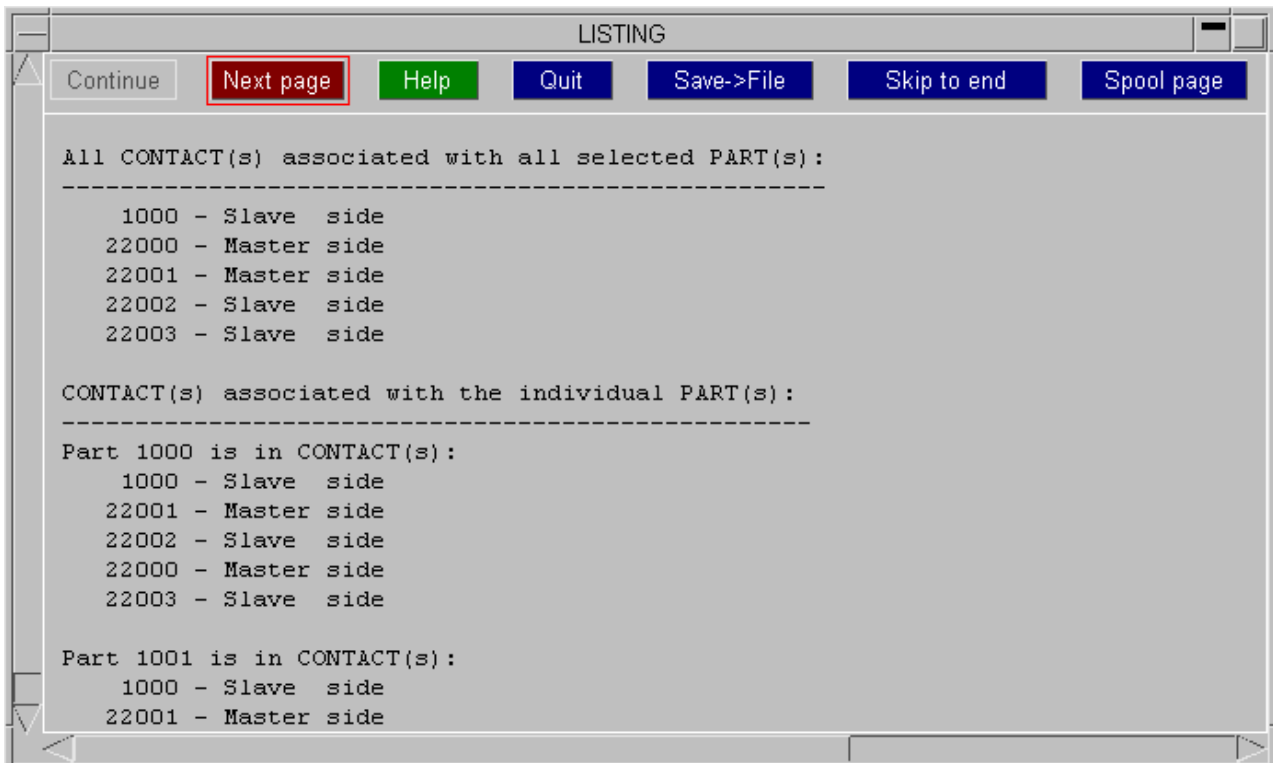 LISTING
Continue Next page Help Quit Save->File Skip to end Spool page
All CONTACT(s) associated with all selected PART(s):
----------------------------------------------------
1000 - Slave  side
22000 - Master side
22001 - Master side
22002 - Slave  side
22003 - Slave  side
CONTACT(s) associated with the individual PART(s):
---------------------------------------------------
Part 1000 is in CONTACT(s):
1000 - Slave  side
22001 - Master side
22002 - Slave  side
22000 - Master side
22003 - Slave  side
Part 1001 is in CONTACT(s):
1000 - Slave  side
22001 - Master side